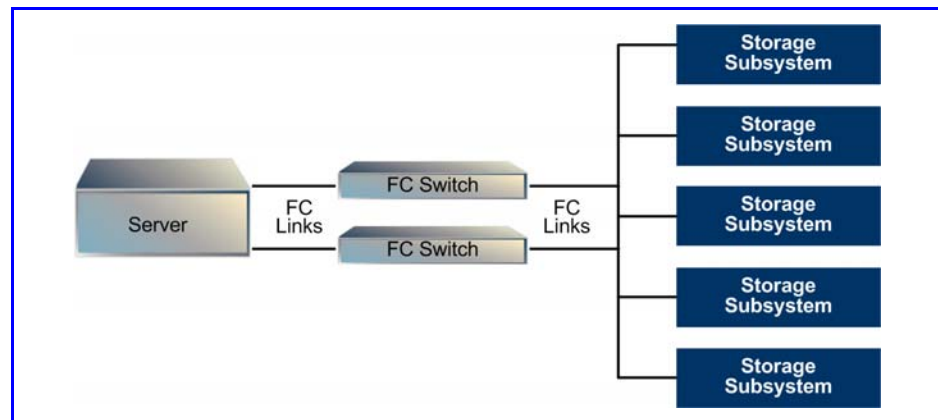 Server
FC
Links
FC Switch
FC Switch
FC
Links
Storage
Subsystem
Storage
Subsystem
Storage
Subsystem
Storage
Subsystem
Storage
Subsystem